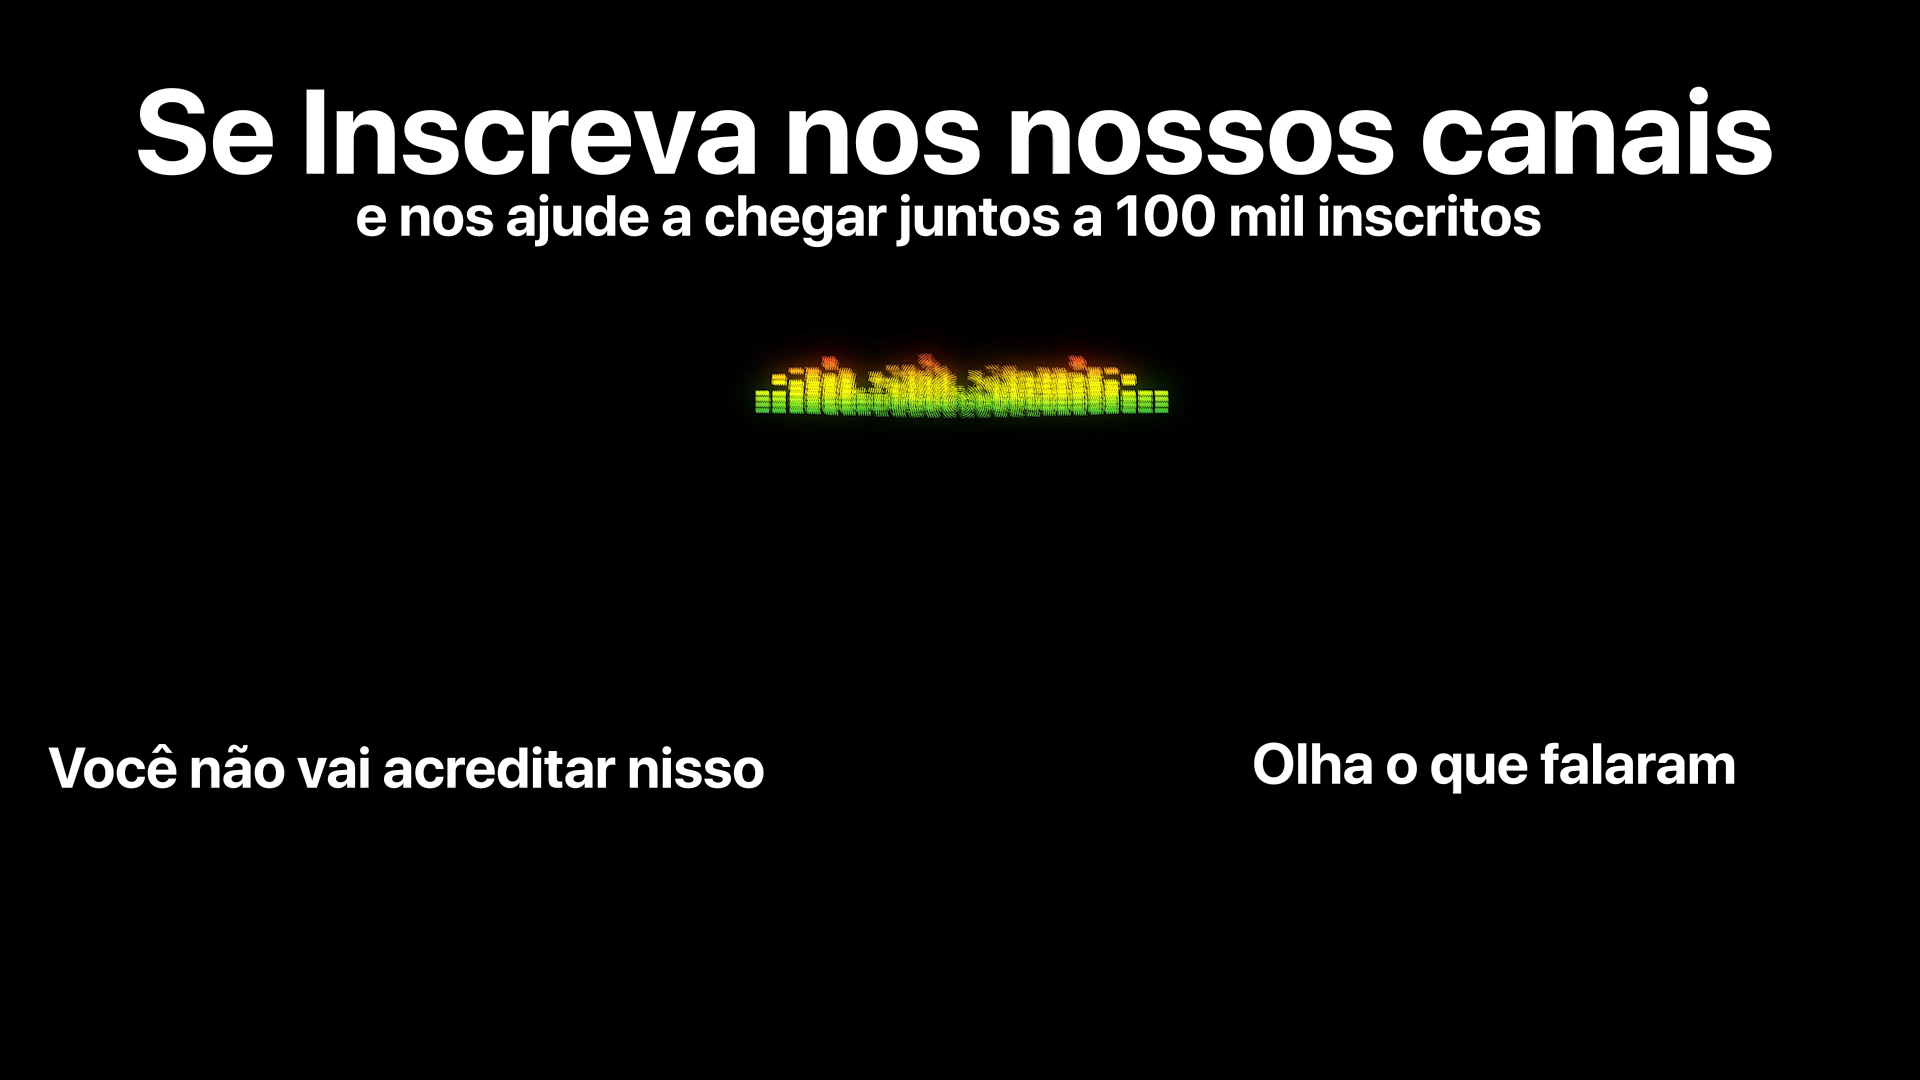 Se Inscreva nos nossos canais
e nos ajude a chegar juntos a 100 mil inscritos
Você não vai acreditar nisso
Olha o que falaram